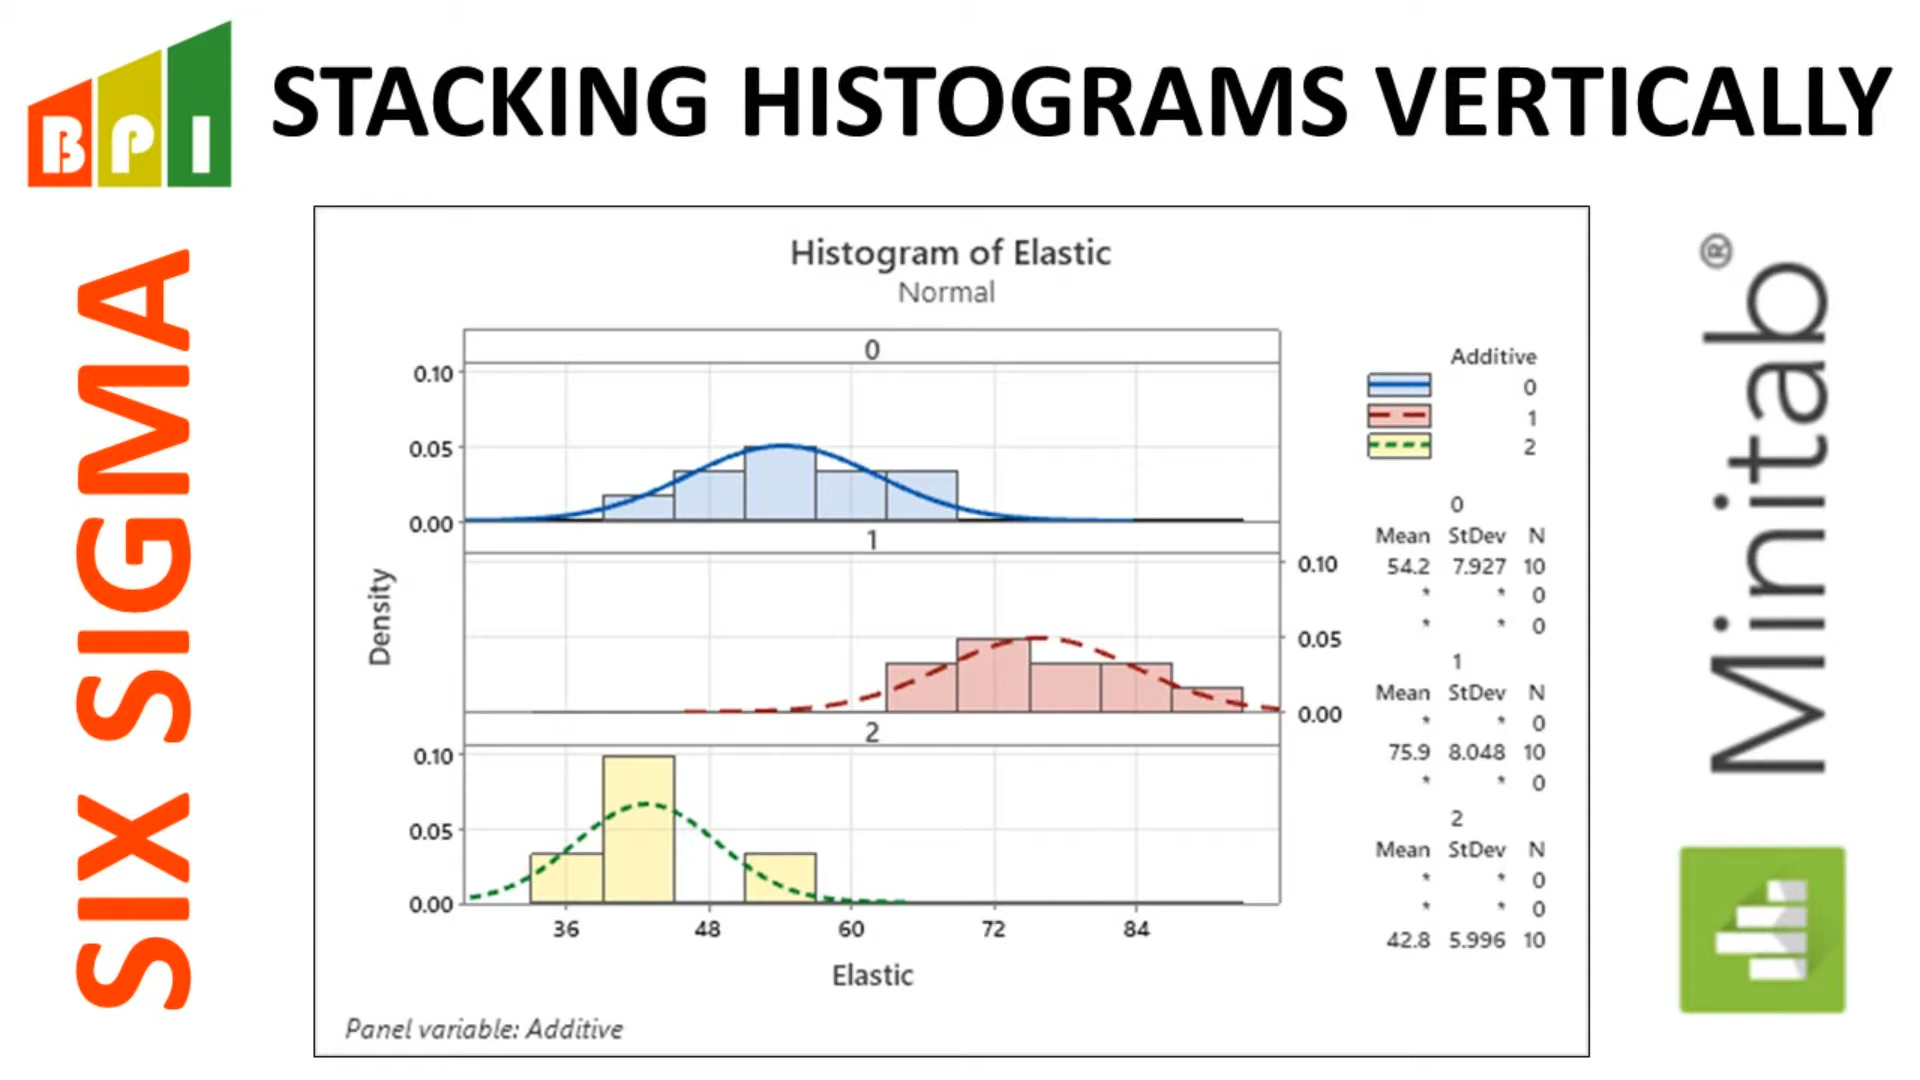 BPI
STACKING HISTOGRAMS VERTICALLY
SIX SIGMA
Histogram of Elastic
Normal
0
0.10
0.05
0.00
1
0.10
0.05
0.00
2
0.10
0.05
0.00
36 48 60 72 84
Density
Elastic
Panel variable: Additive
Additive
0
1
2
0
Mean StDev N
54.2 7.927 10
* * 0
* * 0
1
Mean StDev N
* * 0
75.9 8.048 10
* * 0
2
Mean StDev N
* * 0
* * 0
42.8 5.996 10
Minitab®